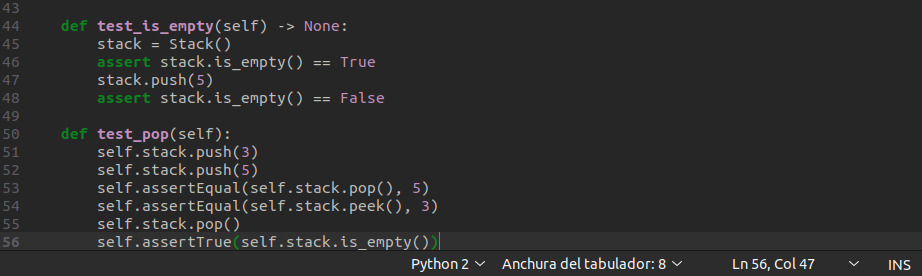 43
44    def test_is_empty(self) -> None:
45        stack = Stack()
46        assert stack.is_empty() == True
47        stack.push(5)
48        assert stack.is_empty() == False
49
50    def test_pop(self):
51        self.stack.push(3)
52        self.stack.push(5)
53        self.assertEqual(self.stack.pop(), 5)
54        self.assertEqual(self.stack.peek(), 3)
55        self.stack.pop()
56        self.assertTrue(self.stack.is_empty())
Python 2 Anchura del tabulador: 8 Ln 56, Col 47 INS